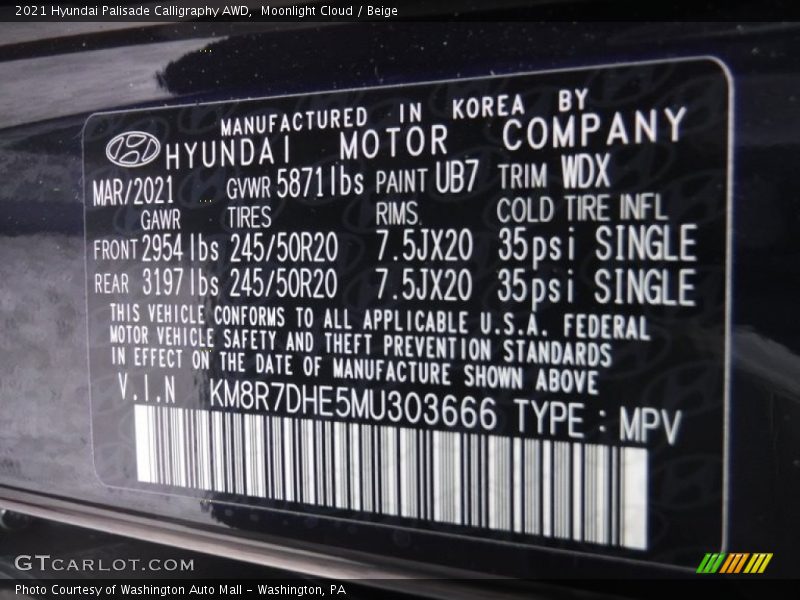 2021 Hyundai Palisade Calligraphy AWD,  Moonlight Cloud / Beige
MANUFACTURED IN KOREA BY
HYUNDAI MOTOR COMPANY
MAR/2021 GVWR 5871lbs PAINT UB7 TRIM WDX
GAWR TIRES RIMS COLD TIRE INFL
FRONT 2954 lbs 245/50R20 7.5JX20 35psi SINGLE
REAR 3197 lbs 245/50R20 7.5JX20 35psi SINGLE
THIS VEHICLE CONFORMS TO ALL APPLICABLE U.S.A. FEDERAL
MOTOR VEHICLE SAFETY AND THEFT PREVENTION STANDARDS
IN EFFECT ON THE DATE OF MANUFACTURE SHOWN ABOVE
V.I.N KM8R7DHE5MU303666 TYPE : MPV
GTCARLOT.COM
Photo Courtesy of Washington Auto Mall - Washington, PA